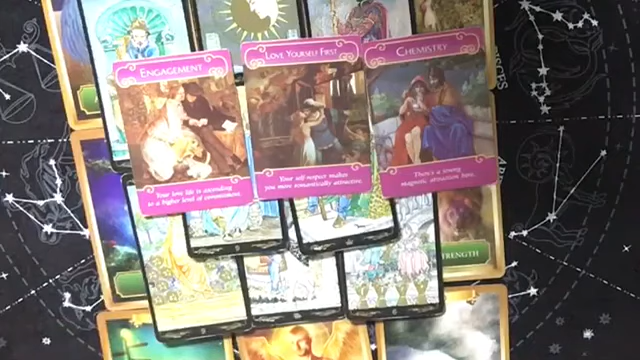 ENGAGEMENT
LOVE YOURSELF FIRST
CHEMISTRY
Your love life is ascending
to a higher level of commitment.
Your self-respect makes
you more romantically attractive.
There's a strong
magnetic attraction here.
STRENGTH